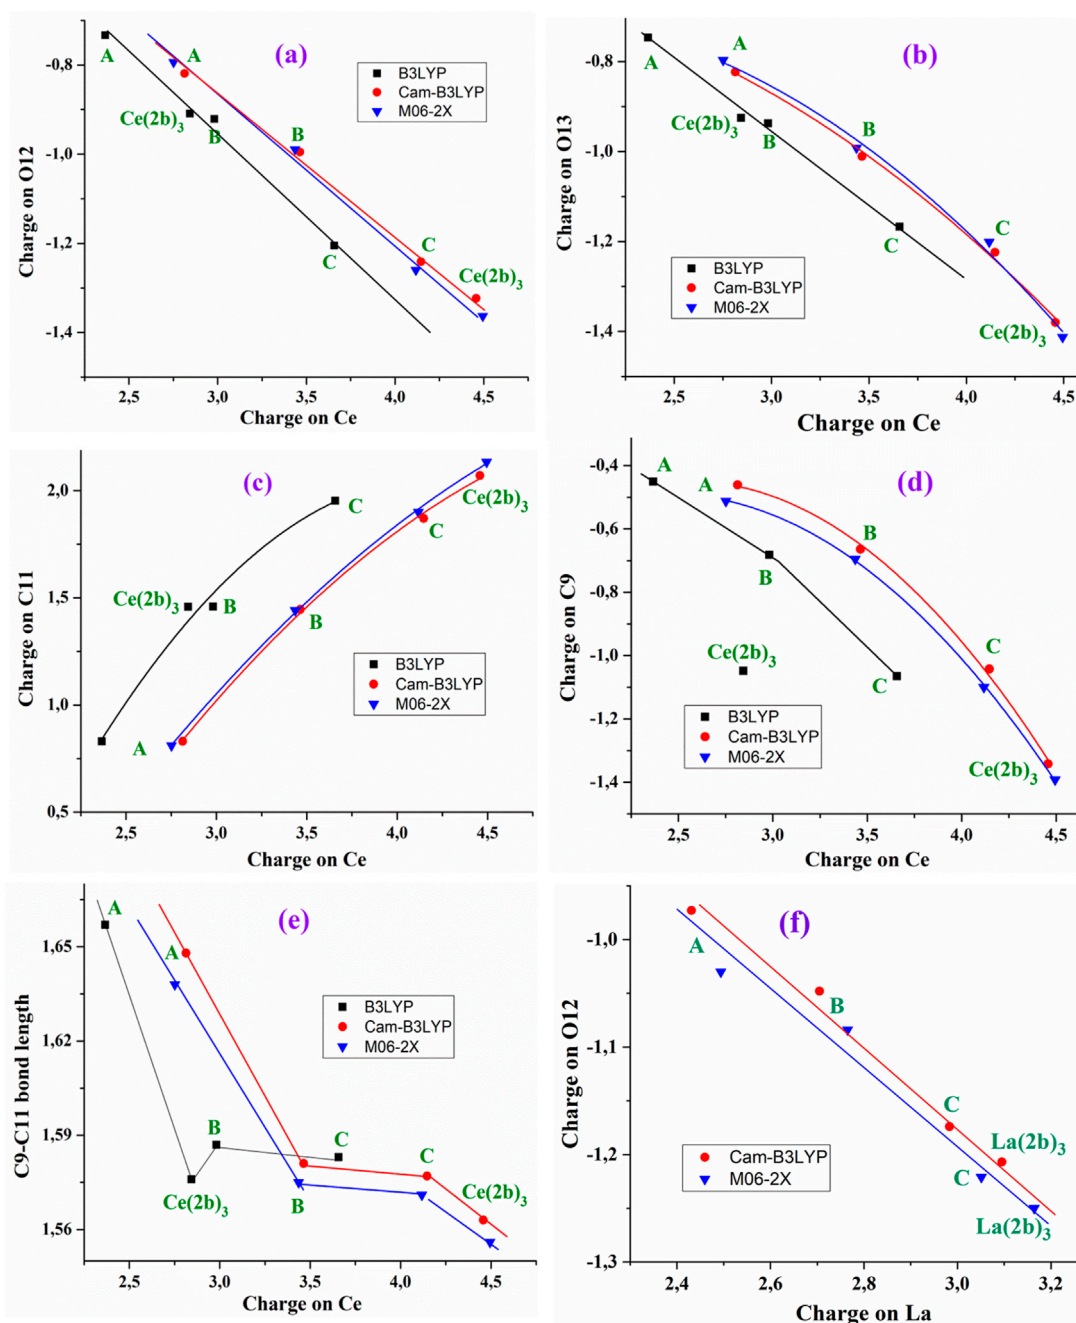 (a)
Charge on O12
-0,8
-1,0
-1,2
-1,4
A
A
Ce(2b)3
B
B
C
C
Ce(2b)3
B3LYP
Cam-B3LYP
M06-2X
2,5 3,0 3,5 4,0 4,5
Charge on Ce
(b)
Charge on O13
-0,8
-1,0
-1,2
-1,4
A
A
Ce(2b)3
B
B
C
C
Ce(2b)3
B3LYP
Cam-B3LYP
M06-2X
2,5 3,0 3,5 4,0 4,5
Charge on Ce
(c)
Charge on C11
2,0
1,5
1,0
0,5
Ce(2b)3
C
C
Ce(2b)3
B
B
A
B3LYP
Cam-B3LYP
M06-2X
2,5 3,0 3,5 4,0 4,5
Charge on Ce
(d)
Charge on C9
-0,4
-0,6
-0,8
-1,0
-1,2
-1,4
A
A
B
B
Ce(2b)3
C
C
Ce(2b)3
B3LYP
Cam-B3LYP
M06-2X
2,5 3,0 3,5 4,0 4,5
Charge on Ce
(e)
C9-C11 bond length
1,65
1,62
1,59
1,56
A
A
B
C
C
Ce(2b)3
B
Ce(2b)3
B3LYP
Cam-B3LYP
M06-2X
2,5 3,0 3,5 4,0 4,5
Charge on Ce
(f)
Charge on O12
-1,0
-1,1
-1,2
-1,3
A
B
C
La(2b)3
C
La(2b)3
Cam-B3LYP
M06-2X
2,4 2,6 2,8 3,0 3,2
Charge on La